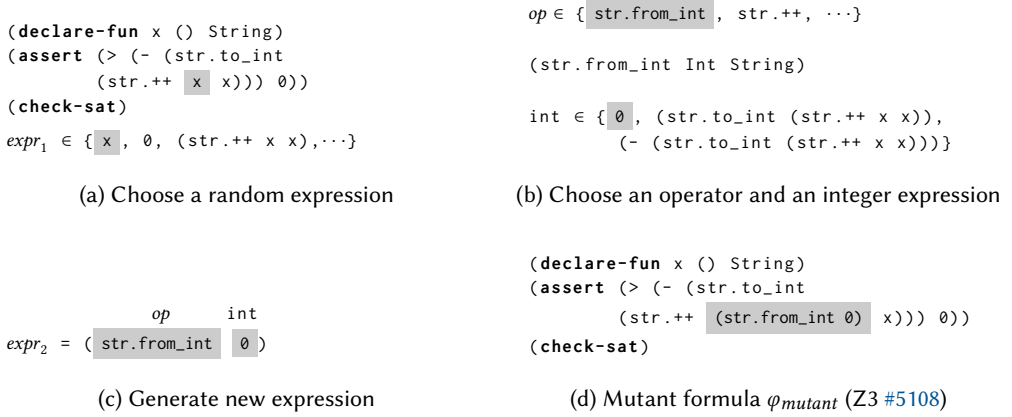 (declare-fun x () String)
(assert (> (- (str.to_int
(str.++ x x))) 0))
(check-sat)
expr1 ∈ { x , 0, (str.++ x x),···}
(a) Choose a random expression
op ∈ { str.from_int , str.++, ···}
(str.from_int Int String)
int ∈ { 0 , (str.to_int (str.++ x x)),
(- (str.to_int (str.++ x x)))}
(b) Choose an operator and an integer expression
op int
expr2 = ( str.from_int 0 )
(c) Generate new expression
(declare-fun x () String)
(assert (> (- (str.to_int
(str.++ (str.from_int 0) x))) 0))
(check-sat)
(d) Mutant formula φmutant (Z3 #5108)